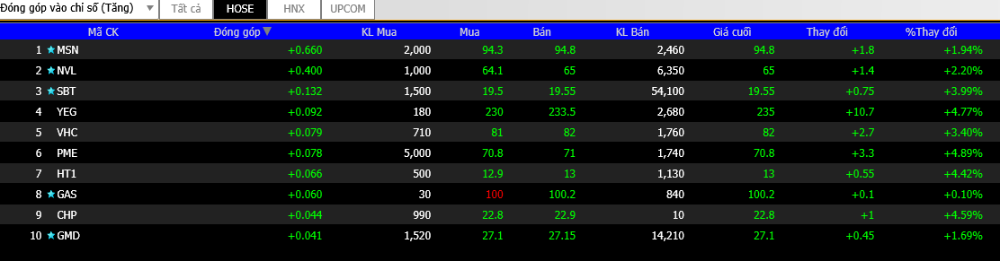 Đóng góp vào chỉ số (Tăng) Tất cả HOSE HNX UPCOM
Mã CK Đóng góp KL Mua Mua Bán KL Bán Giá cuối Thay đổi %Thay đổi
1 MSN +0.660 2,000 94.3 94.8 2,460 94.8 +1.8 +1.94%
2 NVL +0.400 1,000 64.1 65 6,350 65 +1.4 +2.20%
3 SBT +0.132 1,500 19.5 19.55 54,100 19.55 +0.75 +3.99%
4 YEG +0.092 180 230 233.5 2,680 235 +10.7 +4.77%
5 VHC +0.079 710 81 82 1,760 82 +2.7 +3.40%
6 PME +0.078 5,000 70.8 71 1,740 70.8 +3.3 +4.89%
7 HT1 +0.066 500 12.9 13 1,130 13 +0.55 +4.42%
8 GAS +0.060 30 100 100.2 840 100.2 +0.1 +0.10%
9 CHP +0.044 990 22.8 22.9 10 22.8 +1 +4.59%
10 GMD +0.041 1,520 27.1 27.15 14,210 27.1 +0.45 +1.69%